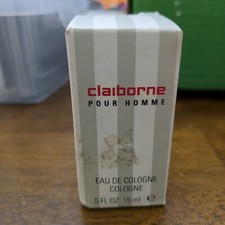 claiborne
POUR HOMME
EAU DE COLOGNE
COLOGNE
.5 FL OZ 15 ml ℮